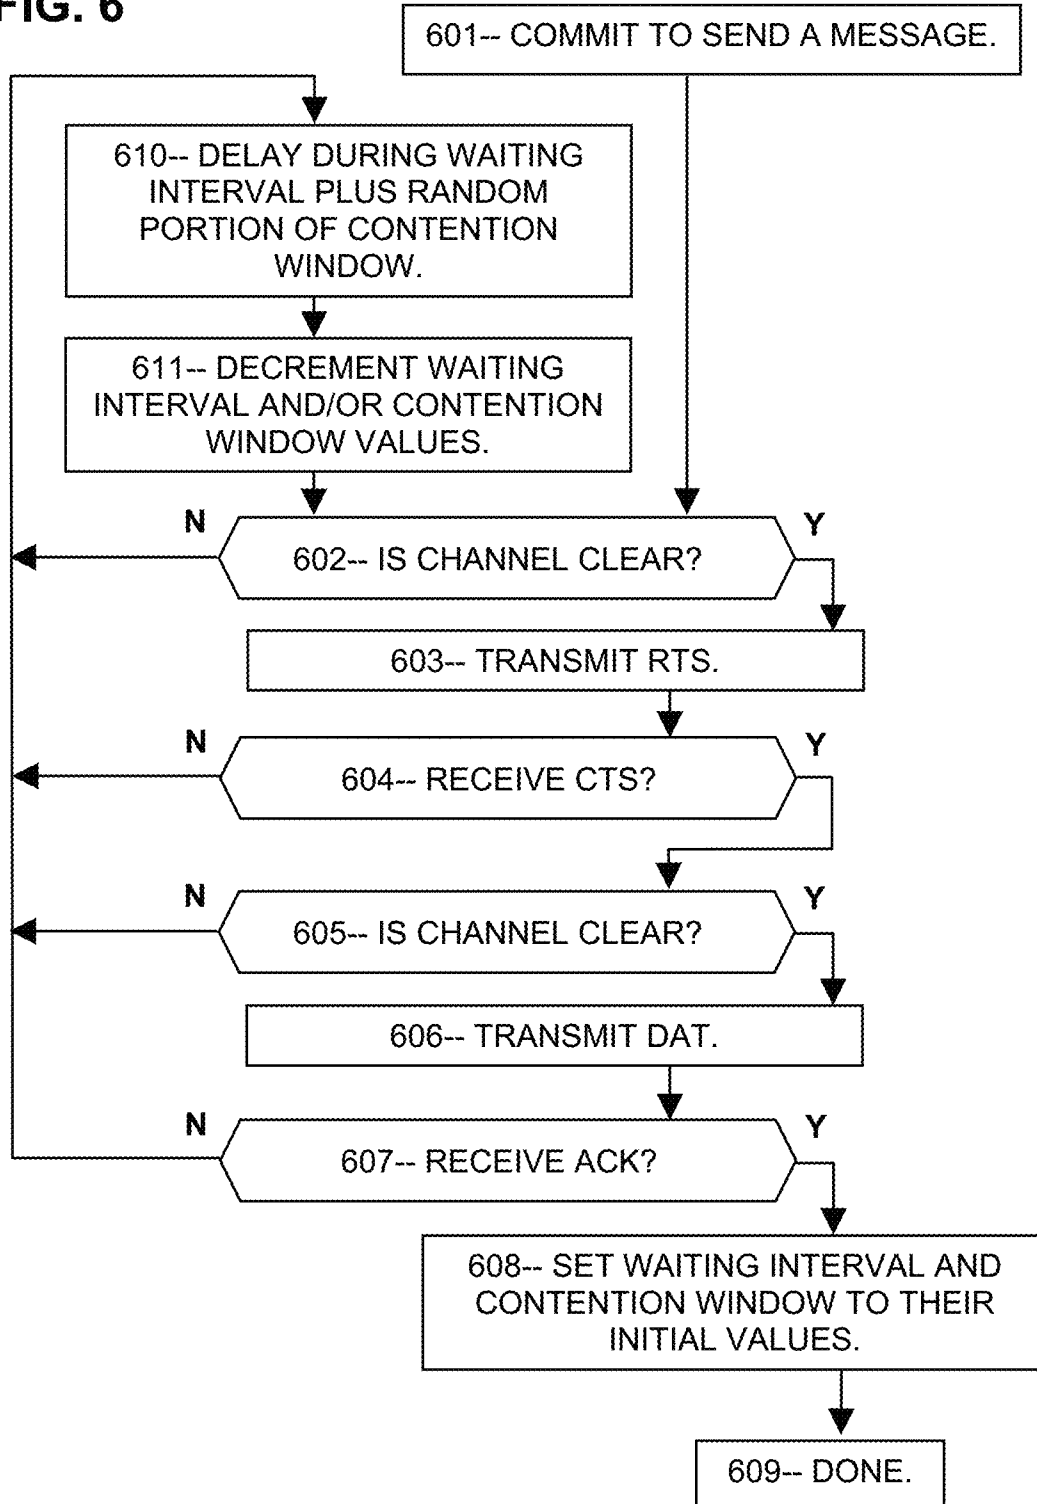 FIG. 6
601-- COMMIT TO SEND A MESSAGE.
610-- DELAY DURING WAITING
INTERVAL PLUS RANDOM
PORTION OF CONTENTION
WINDOW.
611-- DECREMENT WAITING
INTERVAL AND/OR CONTENTION
WINDOW VALUES.
N
Y
602-- IS CHANNEL CLEAR?
603-- TRANSMIT RTS.
N
Y
604-- RECEIVE CTS?
N
Y
605-- IS CHANNEL CLEAR?
606-- TRANSMIT DAT.
N
Y
607-- RECEIVE ACK?
608-- SET WAITING INTERVAL AND
CONTENTION WINDOW TO THEIR
INITIAL VALUES.
609-- DONE.